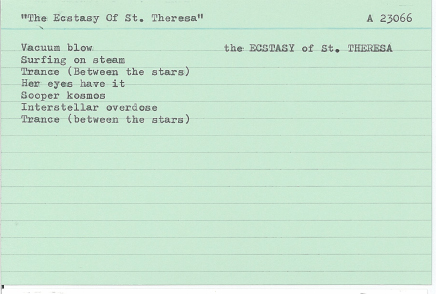 "The Ecstasy Of St. Theresa" A 23066
Vacuum blow the ECSTASY of St. THERESA
Surfing on steam
Trance (Between the stars)
Her eyes have it
Sooper kosmos
Interstellar overdose
Trance (between the stars)